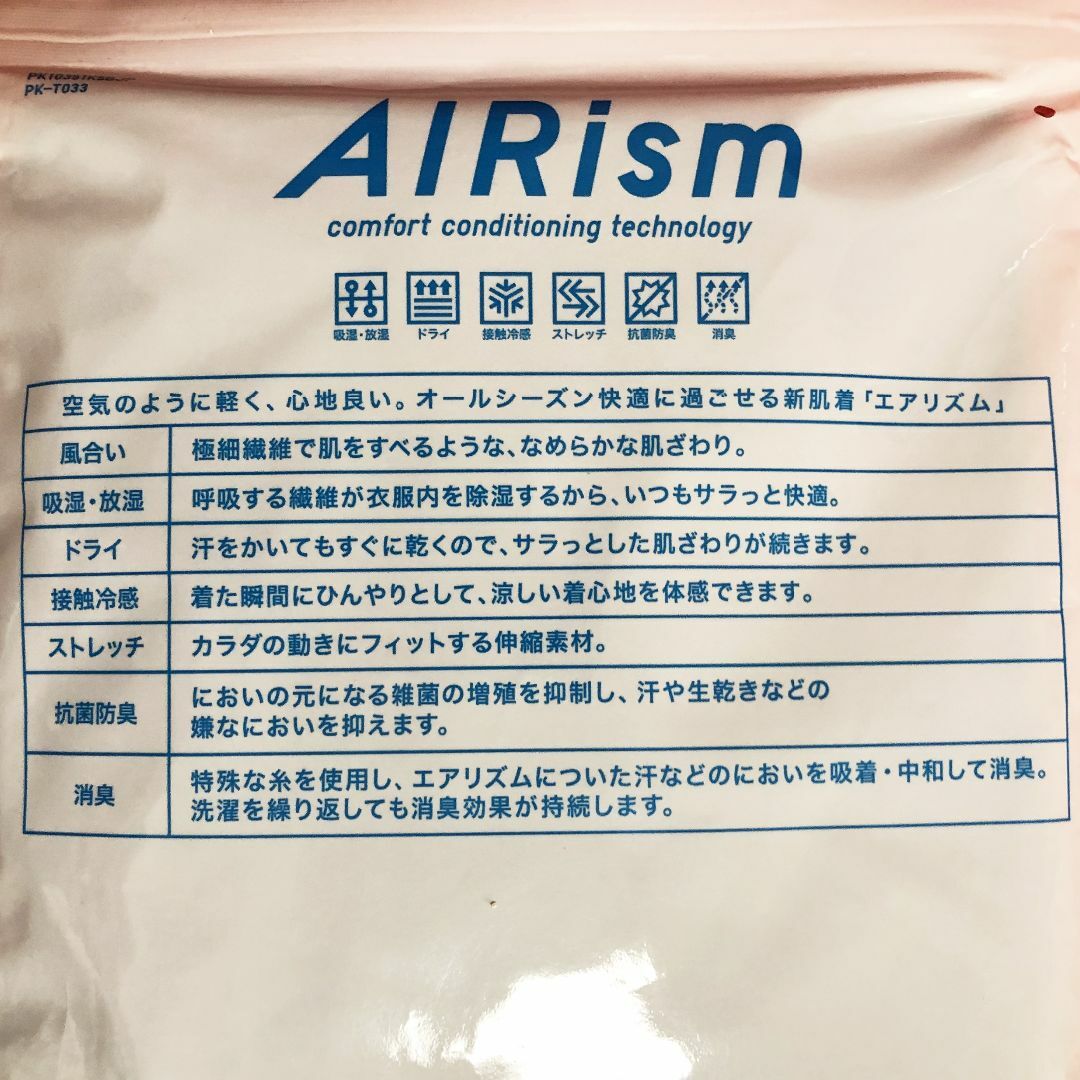 PK-T033
AIRism
comfort conditioning technology
吸湿・放湿 ドライ 接触冷感 ストレッチ 抗菌防臭 消臭
空気のように軽く、心地良い。オールシーズン快適に過ごせる新肌着「エアリズム」
風合い 極細繊維で肌をすべるような、なめらかな肌ざわり。
吸湿・放湿 呼吸する繊維が衣服内を除湿するから、いつもサラっと快適。
ドライ 汗をかいてもすぐに乾くので、サラっとした肌ざわりが続きます。
接触冷感 着た瞬間にひんやりとして、涼しい着心地を体感できます。
ストレッチ カラダの動きにフィットする伸縮素材。
抗菌防臭 においの元になる雑菌の増殖を抑制し、汗や生乾きなどの
嫌なにおいを抑えます。
消臭 特殊な糸を使用し、エアリズムについた汗などのにおいを吸着・中和して消臭。
洗濯を繰り返しても消臭効果が持続します。